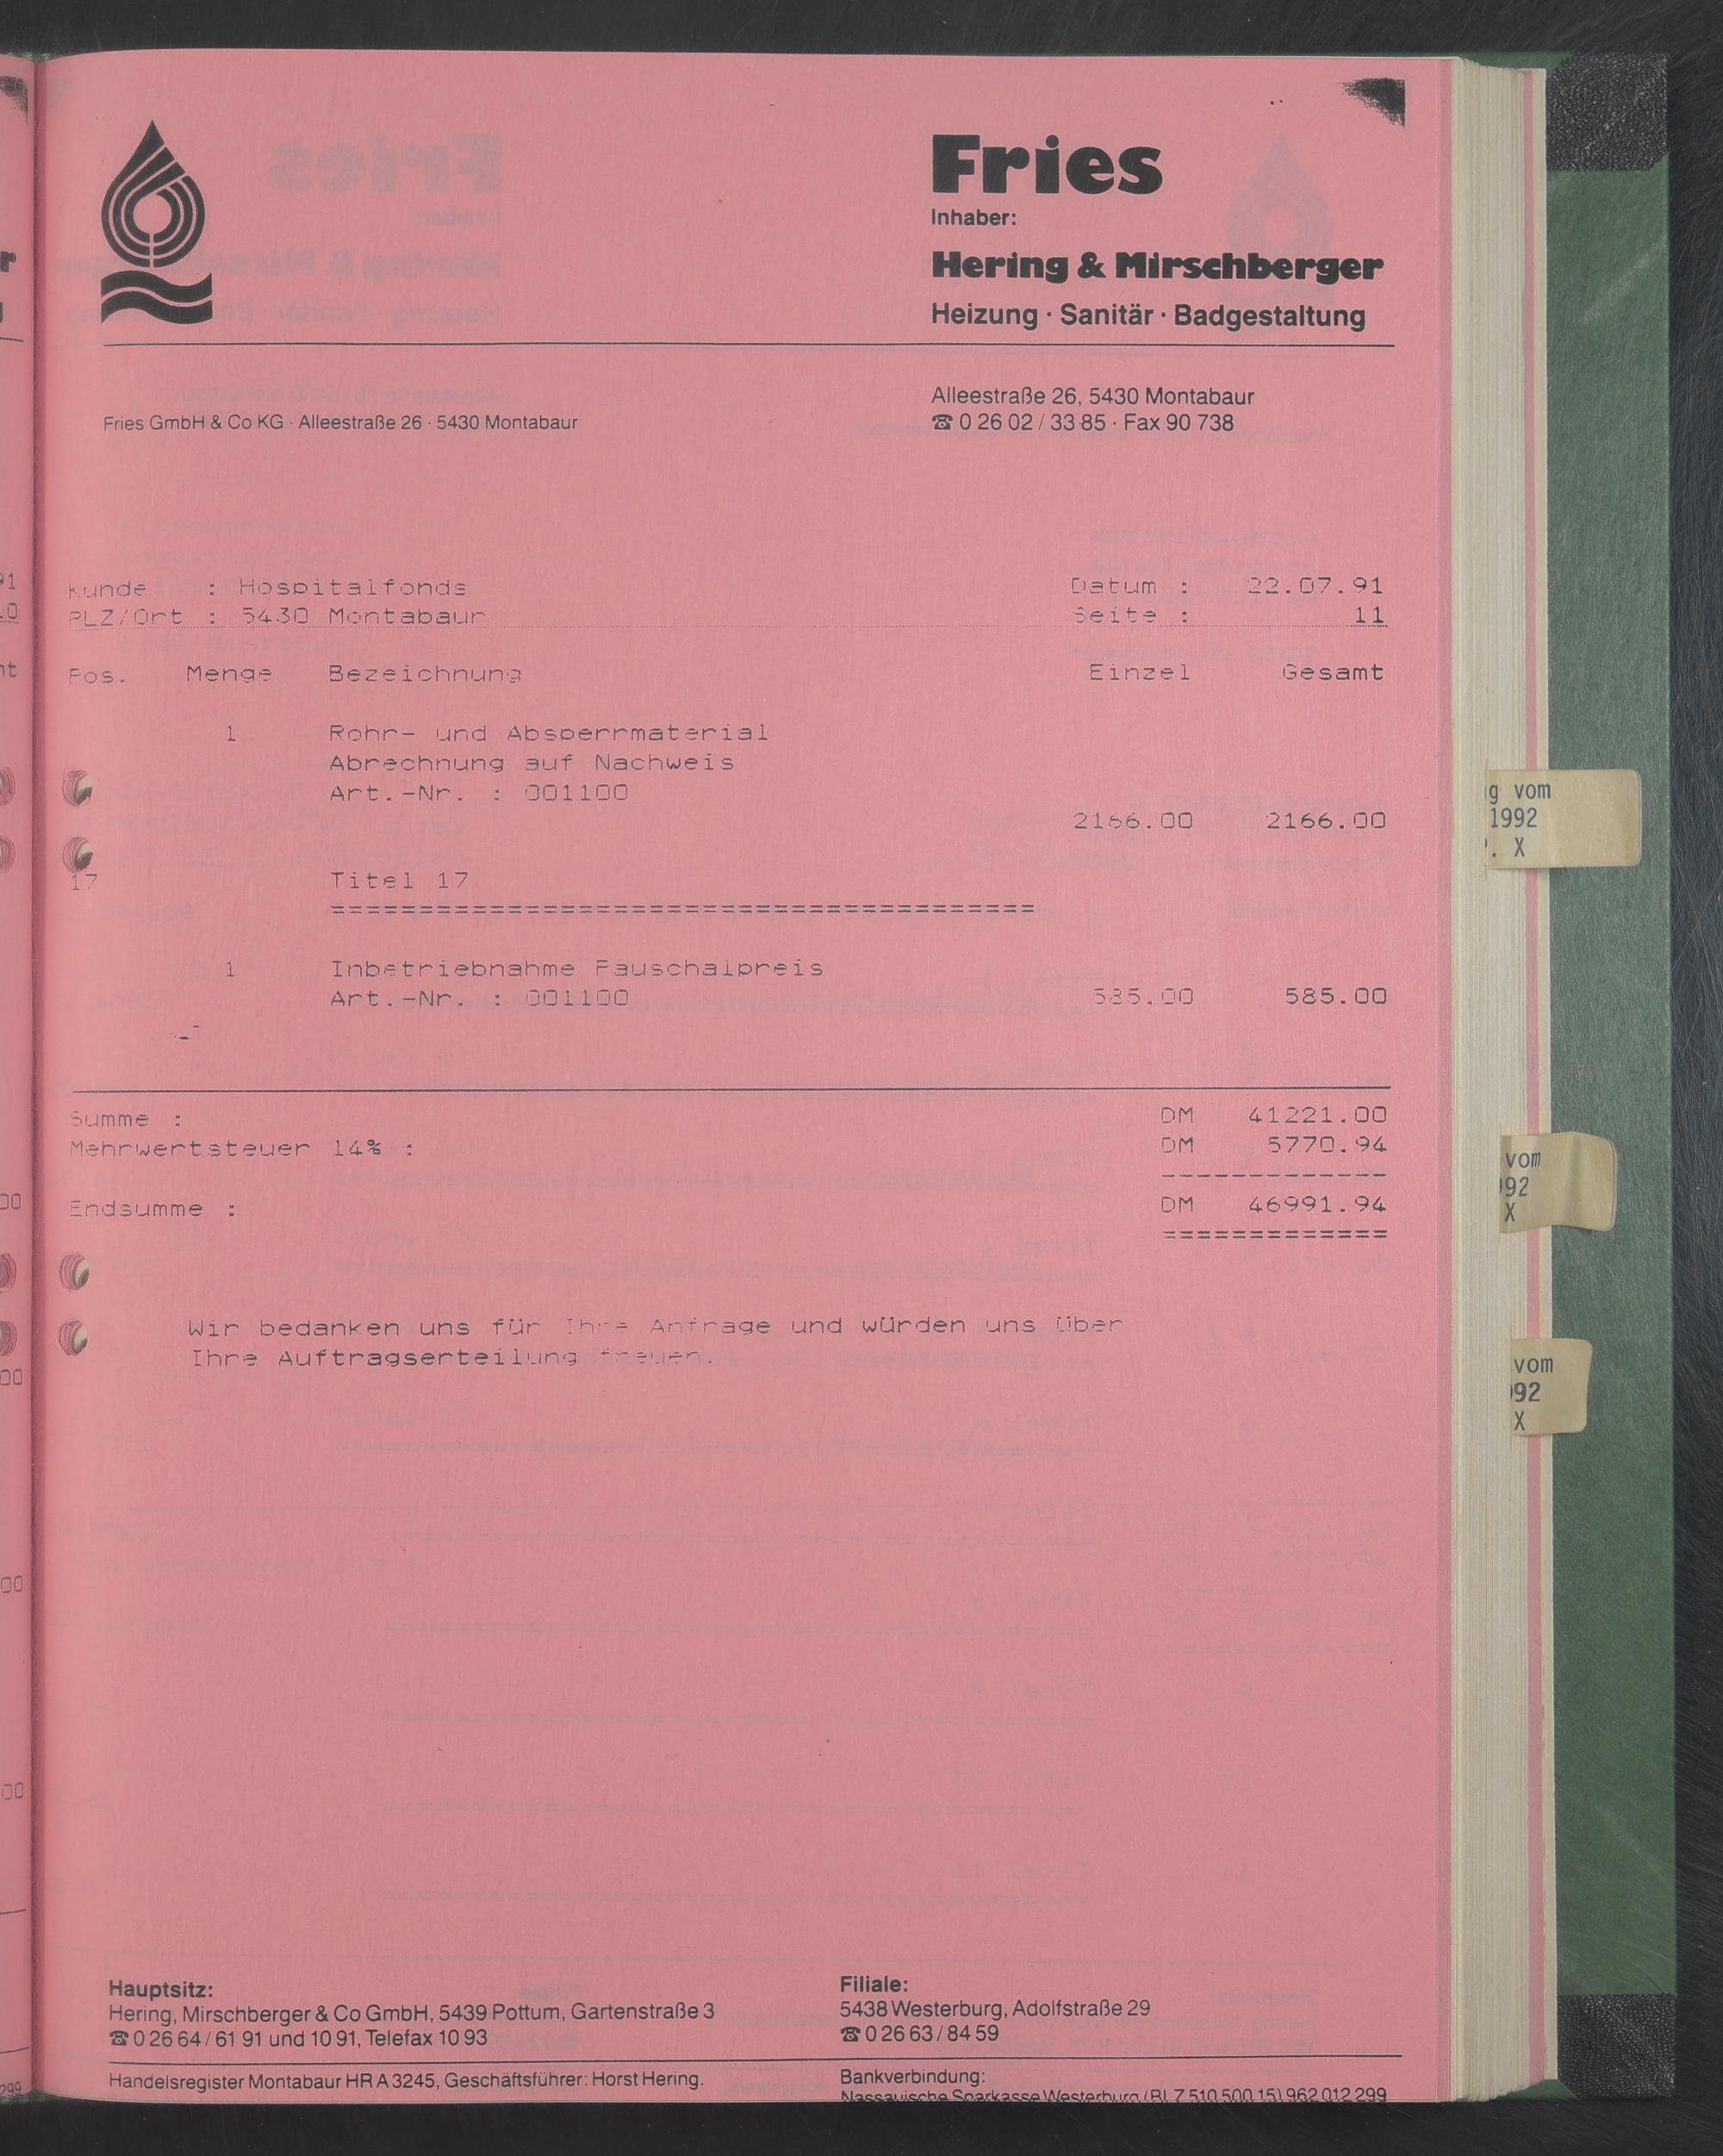 Fries
Inhaber:
Hering & Mirschberger
Heizung · Sanitär · Badgestaltung
Alleestraße 26, 5430 Montabaur
☎ 0 26 02 / 33 85 · Fax 90 738
Fries GmbH & Co KG · Alleestraße 26 · 5430 Montabaur
Kunde : Hospitalfonds Datum : 22.07.91
PLZ/Ort : 5430 Montabaur Seite : 11
Pos. Menge Bezeichnung Einzel Gesamt
1 Rohr- und Absperrmaterial
Abrechnung auf Nachweis
Art.-Nr. : 001100
2166.00 2166.00
17 Titel 17
========================================
1 Inbetriebnahme Pauschalpreis
Art.-Nr. : 001100 585.00 585.00
Summe : DM 41221.00
Mehrwertsteuer 14% : DM 5770.94
-------------
Endsumme : DM 46991.94
=============
Wir bedanken uns für Ihre Anfrage und würden uns über
Ihre Auftragserteilung freuen.
Hauptsitz:
Hering, Mirschberger & Co GmbH, 5439 Pottum, Gartenstraße 3
☎ 0 26 64 / 61 91 und 10 91, Telefax 10 93
Filiale:
5438 Westerburg, Adolfstraße 29
☎ 0 26 63 / 84 59
Handelsregister Montabaur HR A 3245, Geschäftsführer: Horst Hering.
Bankverbindung:
Nassauische Sparkasse Westerburg (BLZ 510 500 15) 962 012 299
g vom
1992
. X
vom
92
X
vom
92
X